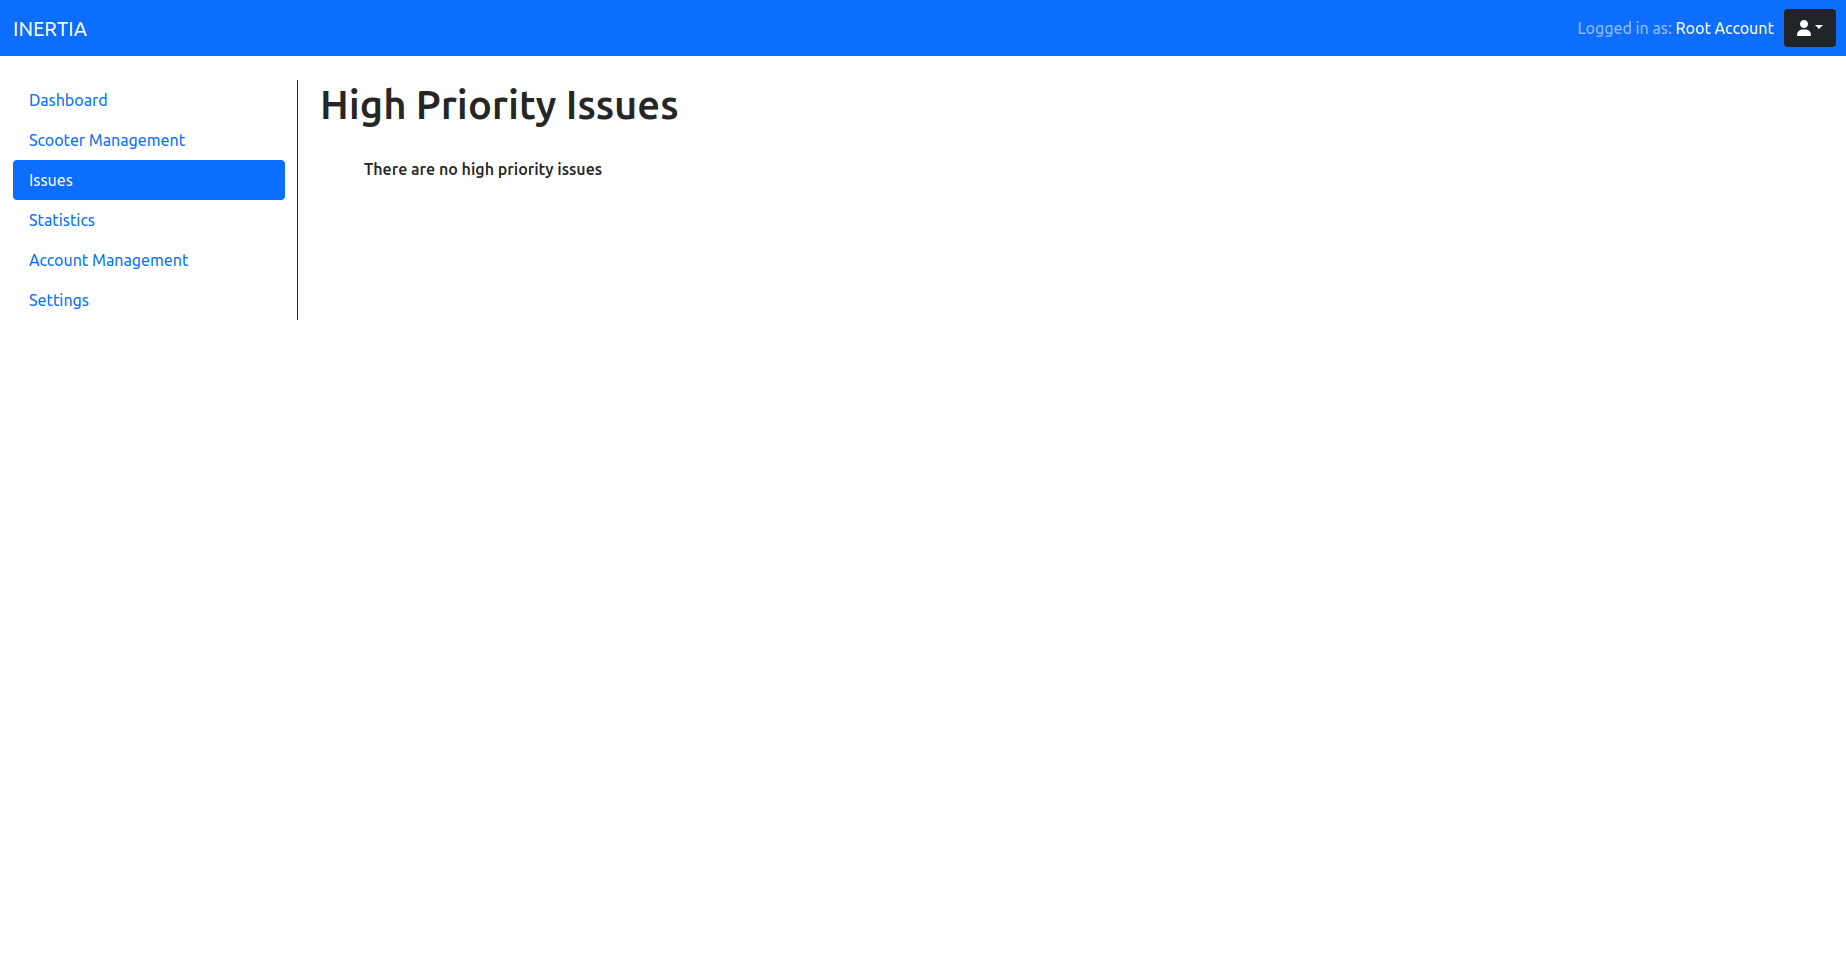 INERTIA
Logged in as: Root Account
Dashboard
Scooter Management
Issues
Statistics
Account Management
Settings
High Priority Issues
There are no high priority issues